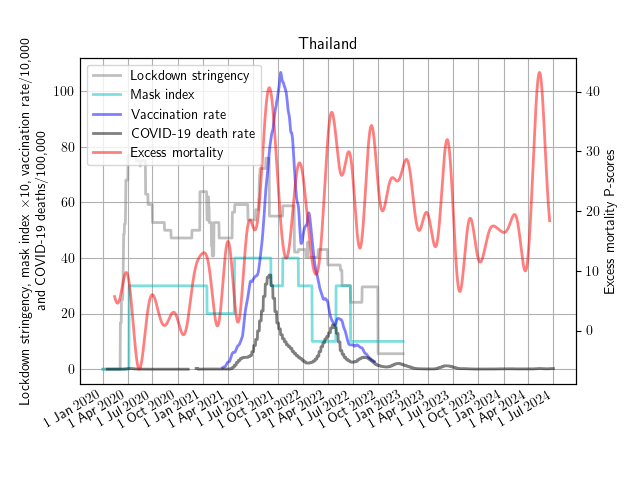 Thailand
Lockdown stringency
Mask index
Vaccination rate
COVID-19 death rate
Excess mortality
Lockdown stringency, mask index ×10, vaccination rate/10,000
and COVID-19 deaths/100,000
100
80
60
40
20
0
Excess mortality P-scores
40
30
20
10
0
1 Jan 2020
1 Apr 2020
1 Jul 2020
1 Oct 2020
1 Jan 2021
1 Apr 2021
1 Jul 2021
1 Oct 2021
1 Jan 2022
1 Apr 2022
1 Jul 2022
1 Oct 2022
1 Jan 2023
1 Apr 2023
1 Jul 2023
1 Oct 2023
1 Jan 2024
1 Apr 2024
1 Jul 2024